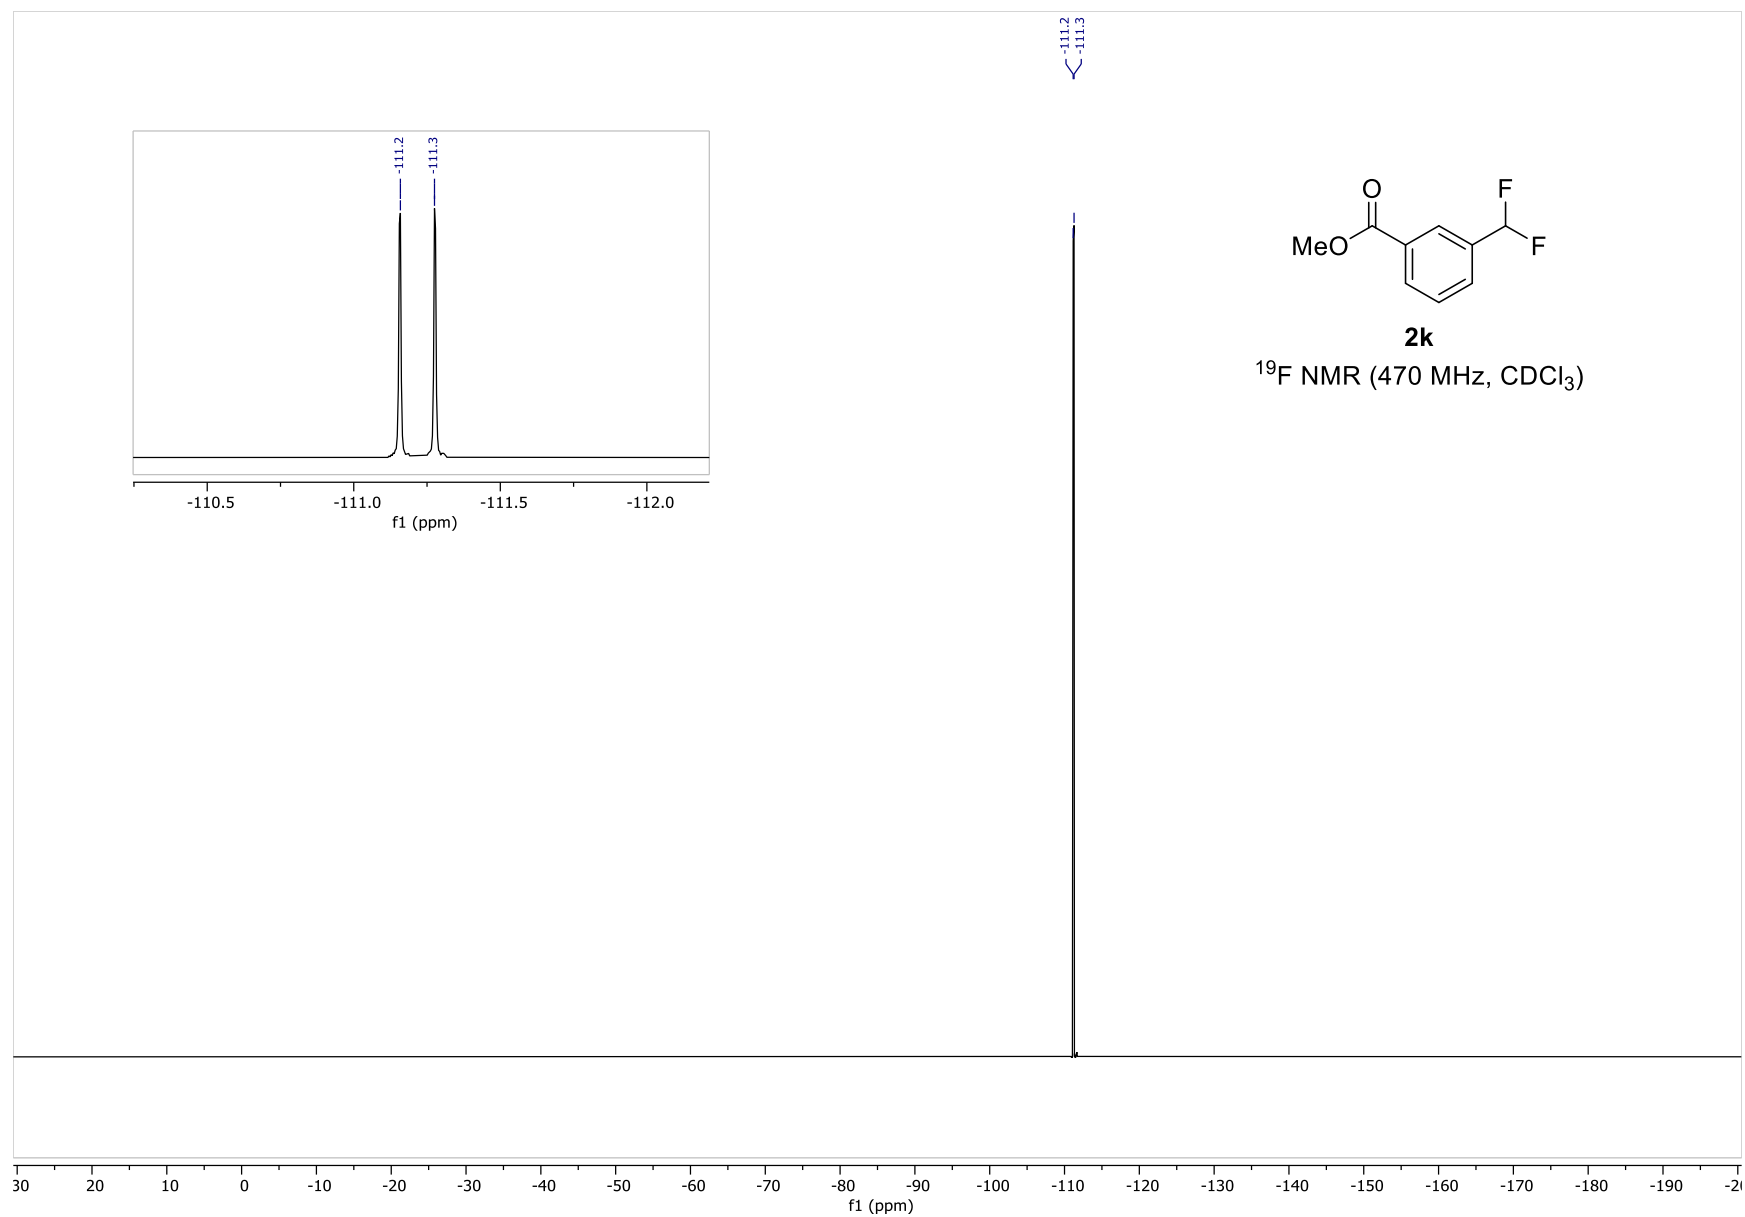 -111.2
-111.3
-111.2
-111.3
-110.5 -111.0 -111.5 -112.0
f1 (ppm)
O F
MeO F
2k
¹⁹F NMR (470 MHz, CDCl₃)
30 20 10 0 -10 -20 -30 -40 -50 -60 -70 -80 -90 -100 -110 -120 -130 -140 -150 -160 -170 -180 -190 -20
f1 (ppm)